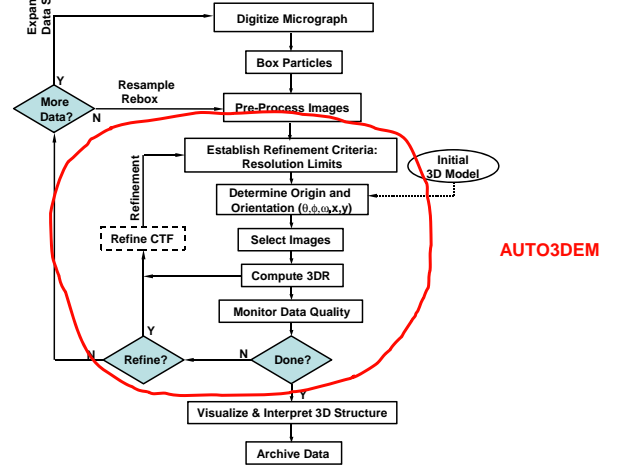 Expan
Data S
Digitize Micrograph
Box Particles
Y
More
Data?
N
Resample
Rebox
Pre-Process Images
Establish Refinement Criteria:
Resolution Limits
Initial
3D Model
Refinement
Determine Origin and
Orientation (θ,ϕ,ω,x,y)
Refine CTF
Select Images
AUTO3DEM
Compute 3DR
Monitor Data Quality
Y
N
Refine?
N
Done?
Y
Visualize & Interpret 3D Structure
Archive Data